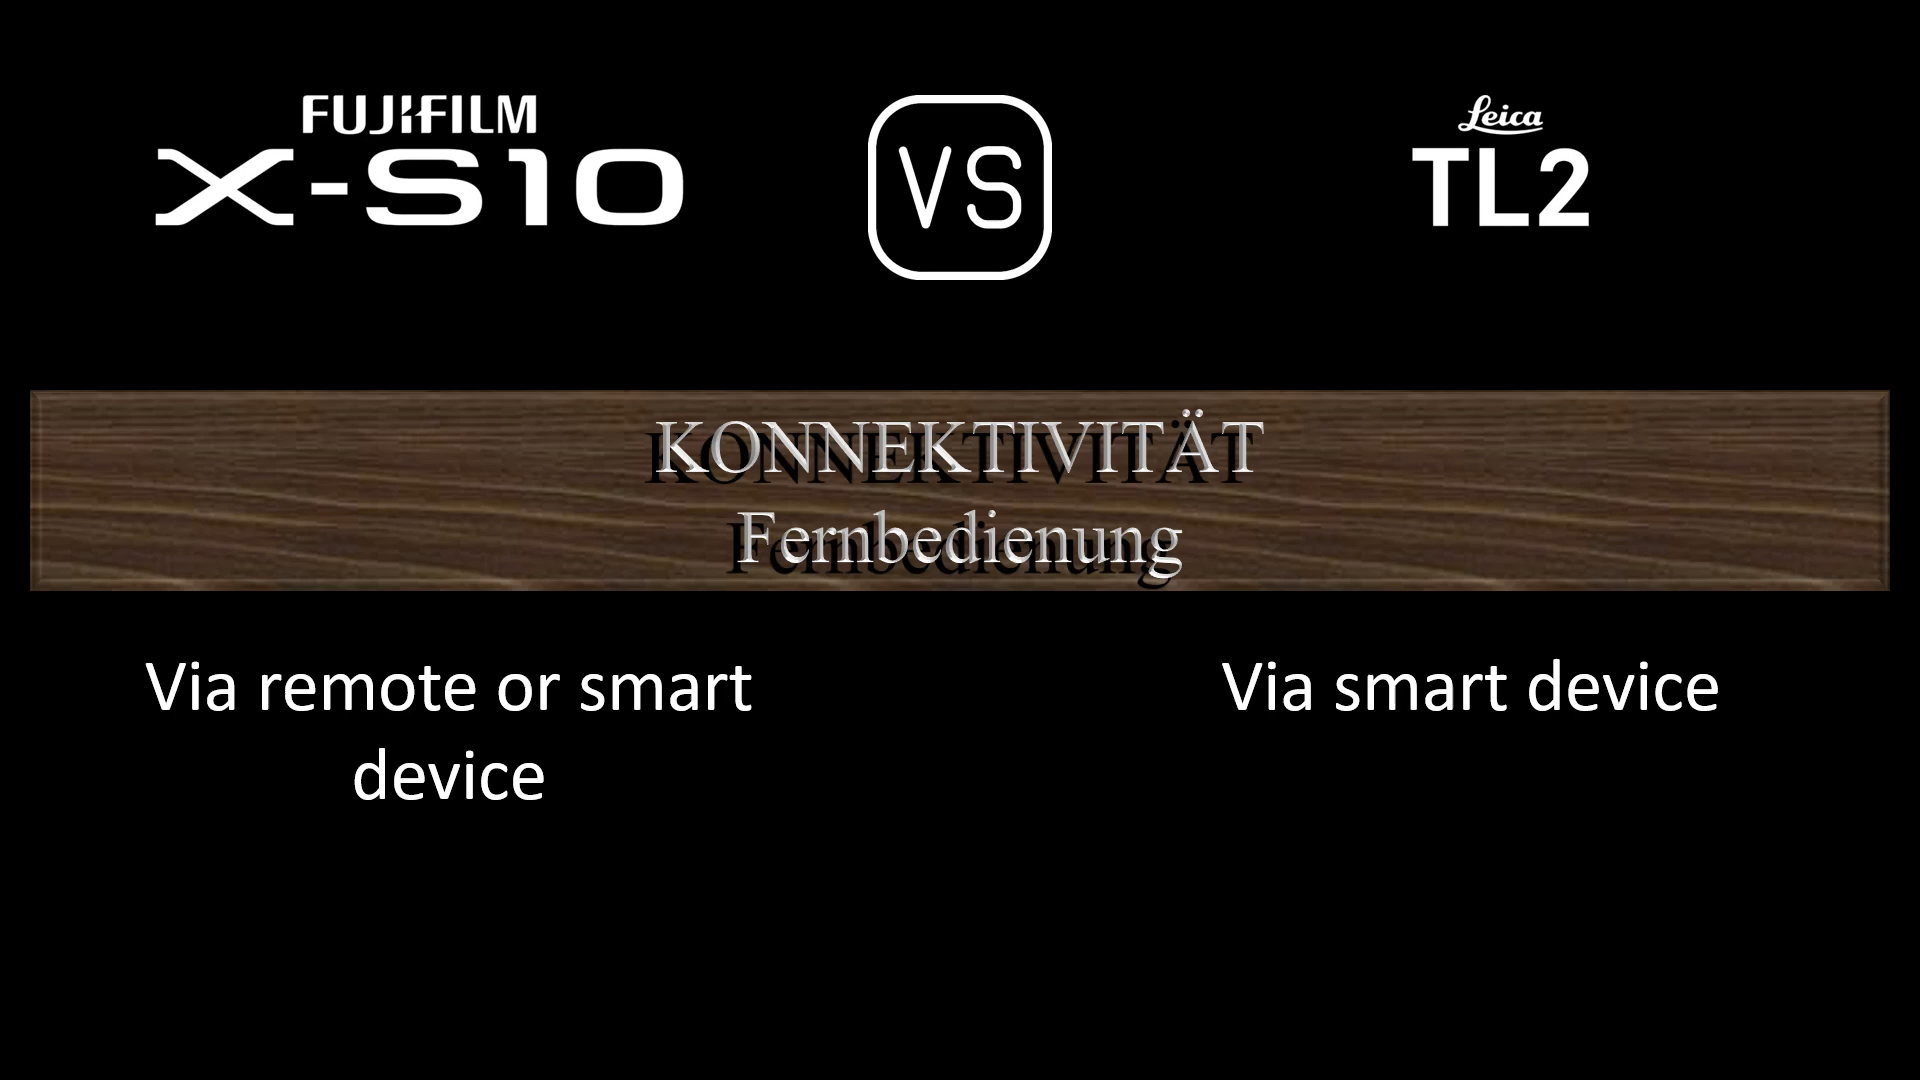 FUJIFILM
X-S10
VS
Leica
TL2
KONNEKTIVITÄT
Fernbedienung
Via remote or smart
device
Via smart device